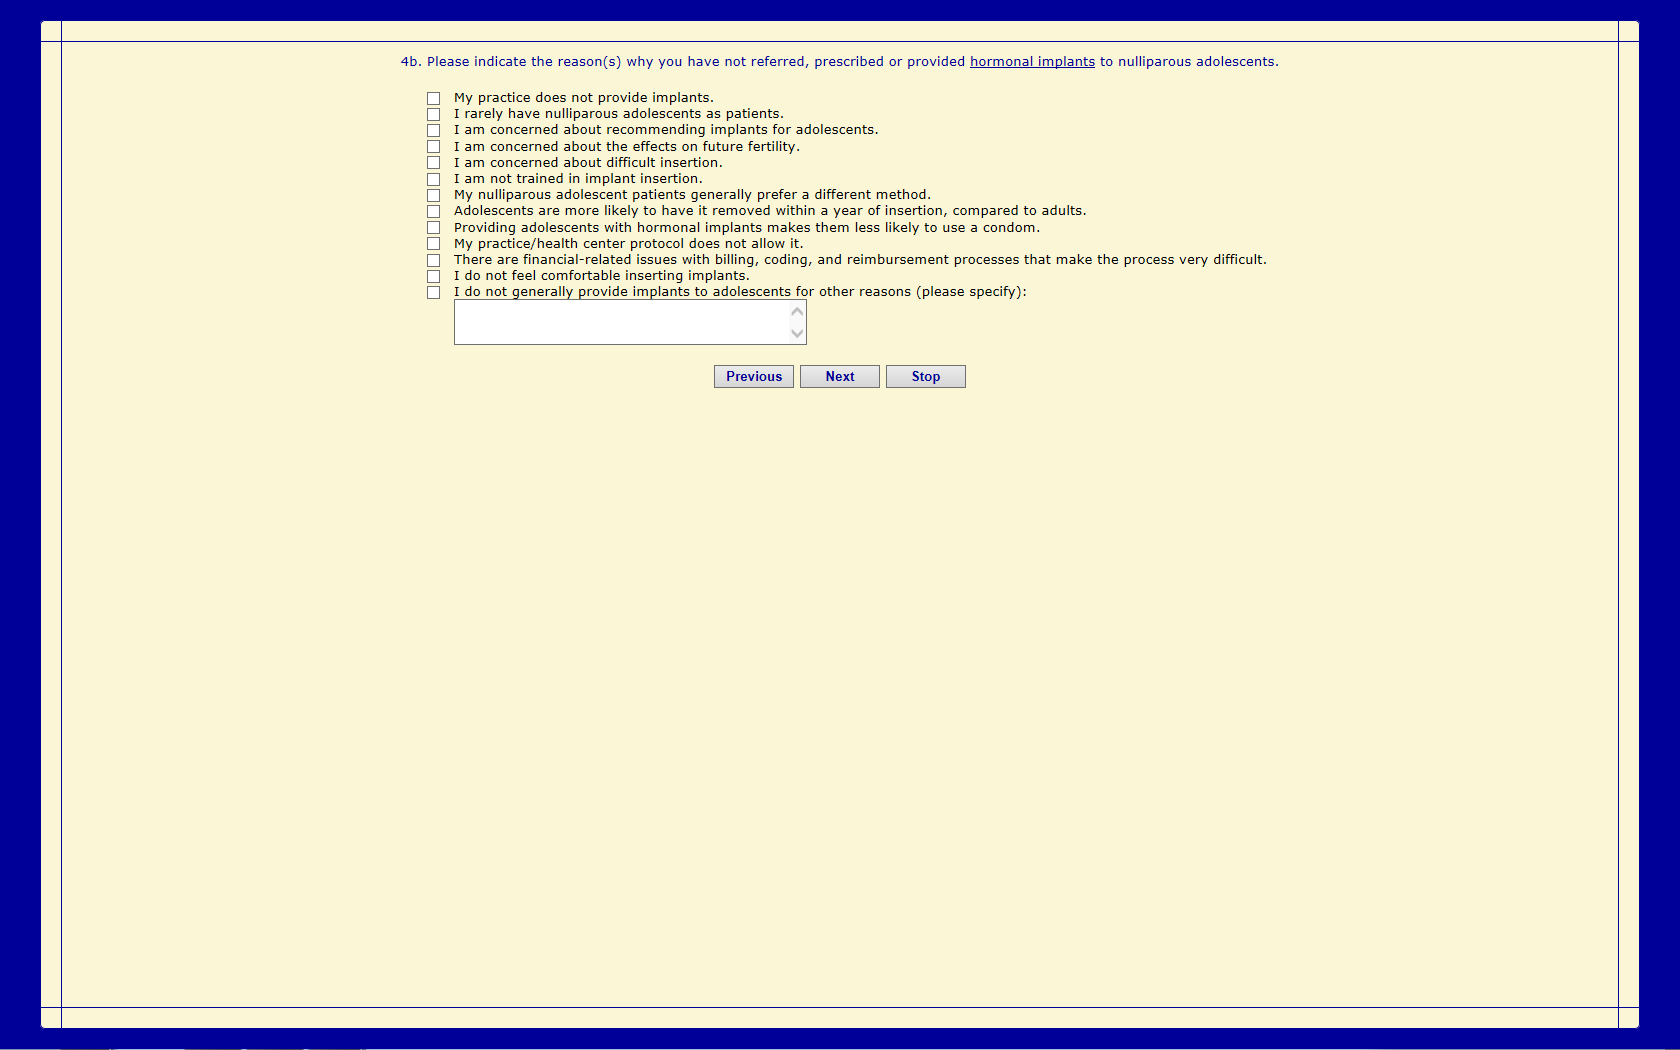 4b. Please indicate the reason(s) why you have not referred, prescribed or provided hormonal implants to nulliparous adolescents.
My practice does not provide implants.
I rarely have nulliparous adolescents as patients.
I am concerned about recommending implants for adolescents.
I am concerned about the effects on future fertility.
I am concerned about difficult insertion.
I am not trained in implant insertion.
My nulliparous adolescent patients generally prefer a different method.
Adolescents are more likely to have it removed within a year of insertion, compared to adults.
Providing adolescents with hormonal implants makes them less likely to use a condom.
My practice/health center protocol does not allow it.
There are financial-related issues with billing, coding, and reimbursement processes that make the process very difficult.
I do not feel comfortable inserting implants.
I do not generally provide implants to adolescents for other reasons (please specify):
Previous Next Stop